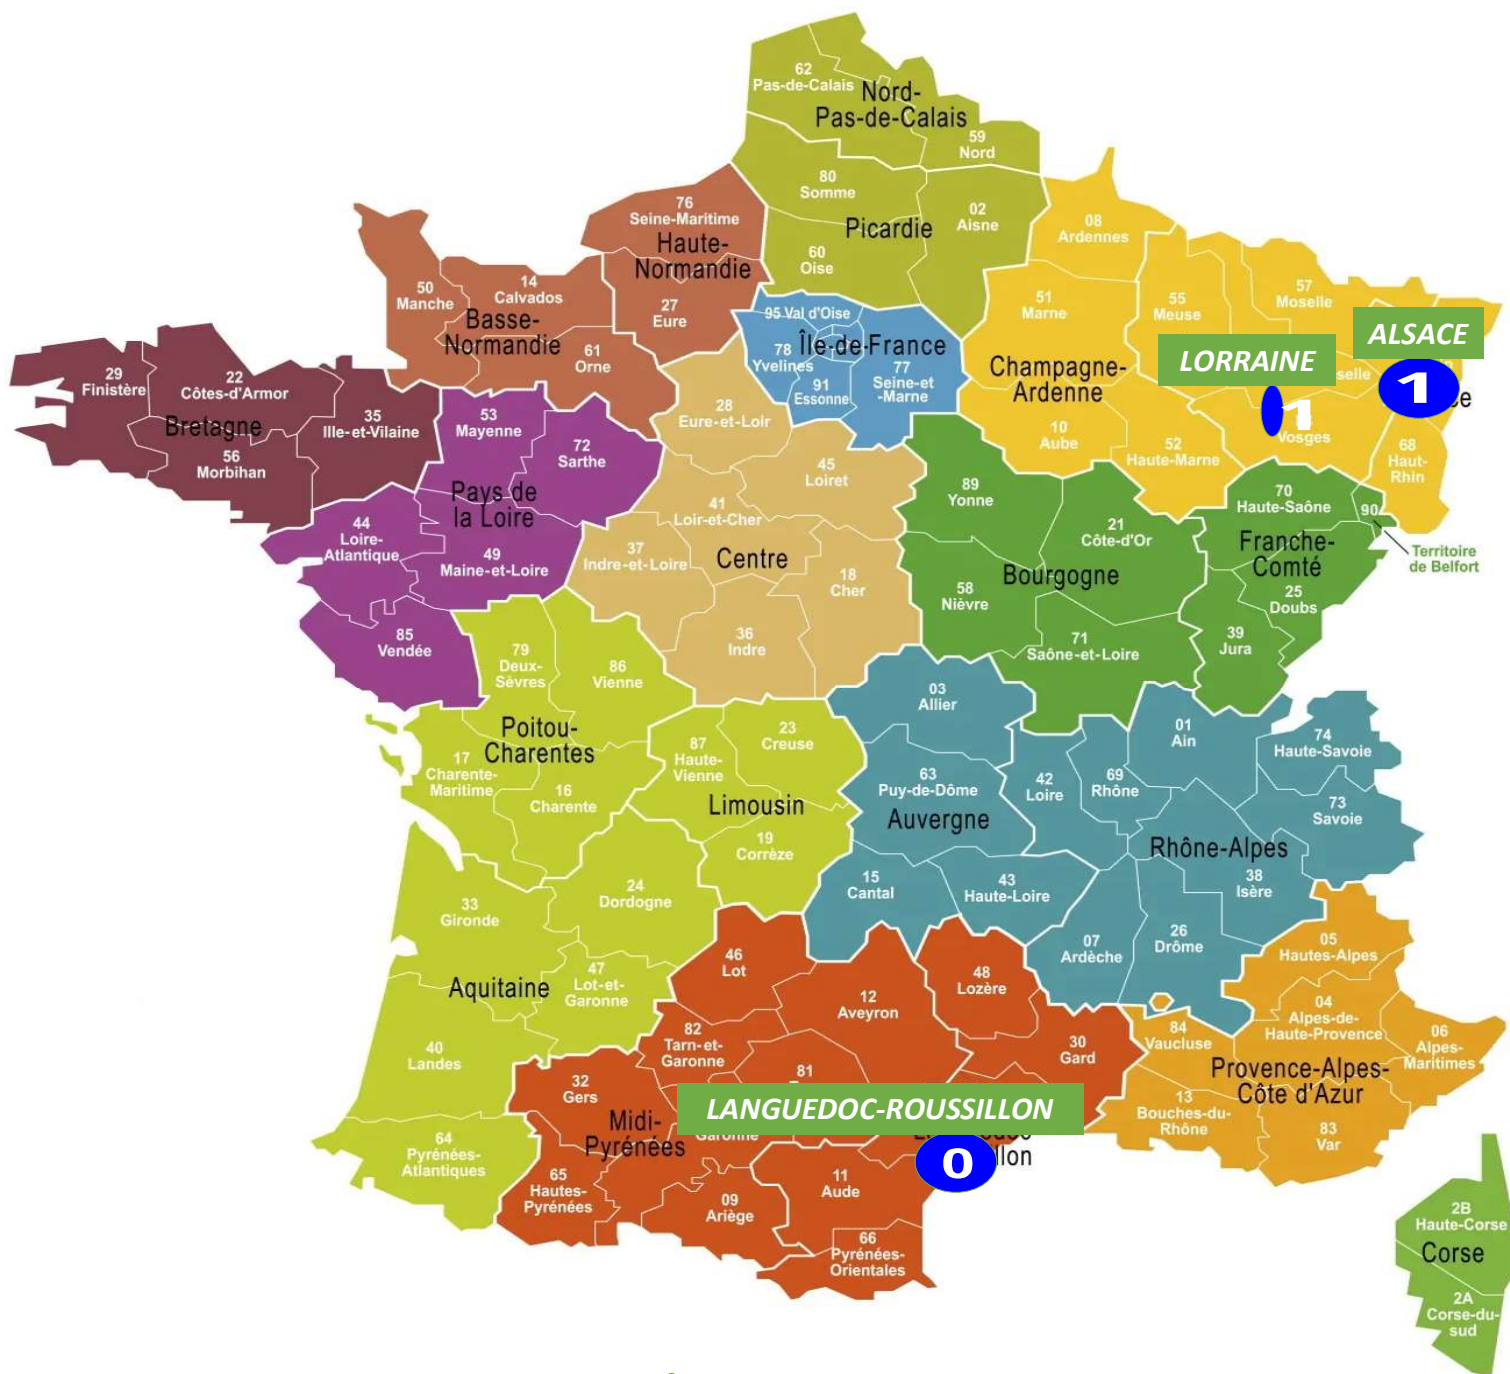 62
Pas-de-Calais
Nord-
Pas-de-Calais
59
Nord
80
Somme
02
Aisne
Picardie
60
Oise
76
Seine-Maritime
Haute-
Normandie
27
Eure
50
Manche
14
Calvados
Basse-
Normandie
61
Orne
08
Ardennes
51
Marne
Champagne-
Ardenne
10
Aube
52
Haute-Marne
55
Meuse
57
Moselle
LORRAINE
selle
1
Vosges
ALSACE
1
ce
68
Haut-
Rhin
95 Val d'Oise
Île-de-France
78
Yvelines
91
Essonne
77
Seine-et
-Marne
29
Finistère
22
Côtes-d'Armor
Bretagne
35
Ille-et-Vilaine
56
Morbihan
53
Mayenne
72
Sarthe
Pays de
la Loire
44
Loire-
Atlantique
49
Maine-et-Loire
85
Vendée
28
Eure-et-Loir
45
Loiret
41
Loir-et-Cher
37
Indre-et-Loire
Centre
18
Cher
36
Indre
89
Yonne
21
Côte-d'Or
Bourgogne
58
Nièvre
71
Saône-et-Loire
70
Haute-Saône
90
Territoire
de Belfort
Franche-
Comté
25
Doubs
39
Jura
79
Deux-
Sèvres
86
Vienne
Poitou-
Charentes
17
Charente-
Maritime
16
Charente
87
Haute-
Vienne
23
Creuse
Limousin
19
Corrèze
03
Allier
63
Puy-de-Dôme
Auvergne
15
Cantal
43
Haute-Loire
01
Ain
74
Haute-Savoie
42
Loire
69
Rhône
73
Savoie
Rhône-Alpes
38
Isère
07
Ardèche
26
Drôme
24
Dordogne
33
Gironde
Aquitaine
47
Lot-et-
Garonne
40
Landes
64
Pyrénées-
Atlantiques
46
Lot
12
Aveyron
48
Lozère
82
Tarn-et-
Garonne
81
30
Gard
32
Gers
Midi-
Pyrénées
LANGUEDOC-ROUSSILLON
Garonne
0
llon
65
Hautes-
Pyrénées
09
Ariège
11
Aude
66
Pyrénées-
Orientales
05
Hautes-Alpes
04
Alpes-de-
Haute-Provence
06
Alpes-
Maritimes
84
Vaucluse
Provence-Alpes-
Côte d'Azur
13
Bouches-du-
Rhône
83
Var
2B
Haute-Corse
Corse
2A
Corse-du-
sud